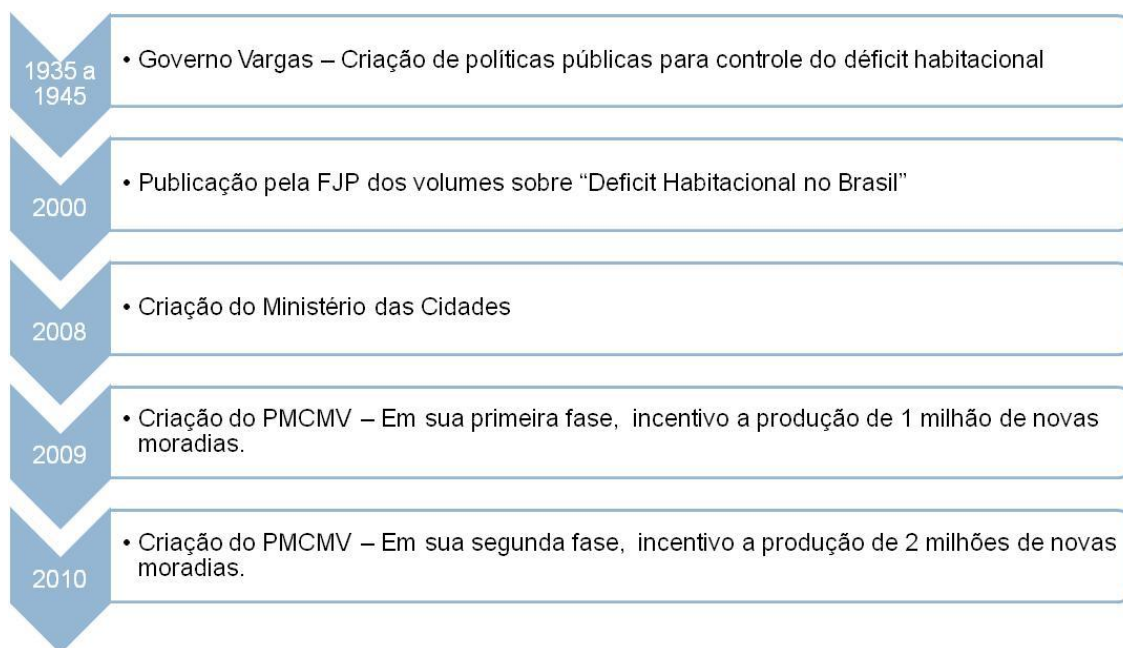 1935 a
1945
• Governo Vargas – Criação de políticas públicas para controle do déficit habitacional
2000
• Publicação pela FJP dos volumes sobre “Deficit Habitacional no Brasil”
2008
• Criação do Ministério das Cidades
2009
• Criação do PMCMV – Em sua primeira fase, incentivo a produção de 1 milhão de novas
moradias.
2010
• Criação do PMCMV – Em sua segunda fase, incentivo a produção de 2 milhões de novas
moradias.